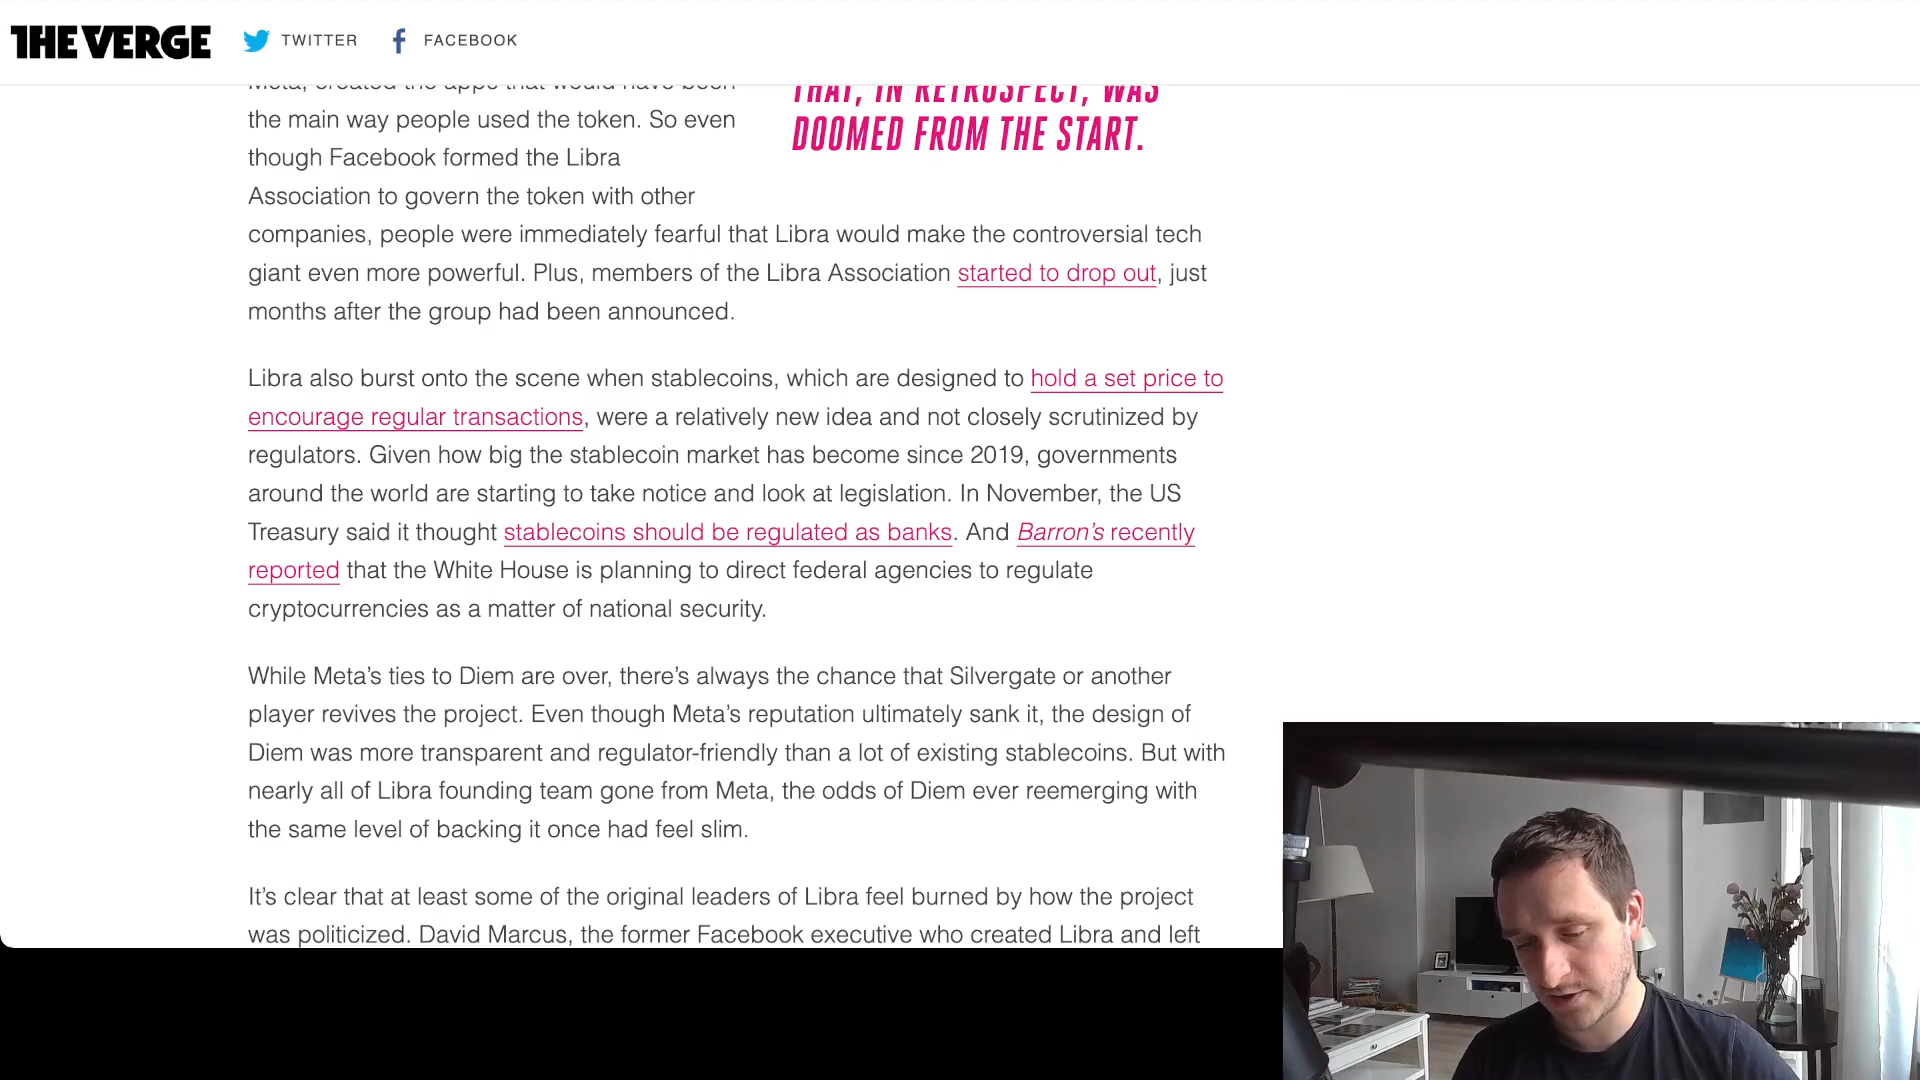 THE VERGE
TWITTER
FACEBOOK
Meta, created the apps that would have been
the main way people used the token. So even
though Facebook formed the Libra
Association to govern the token with other
companies, people were immediately fearful that Libra would make the controversial tech
giant even more powerful. Plus, members of the Libra Association started to drop out, just
months after the group had been announced.
THAT, IN RETROSPECT, WAS
DOOMED FROM THE START.
Libra also burst onto the scene when stablecoins, which are designed to hold a set price to
encourage regular transactions, were a relatively new idea and not closely scrutinized by
regulators. Given how big the stablecoin market has become since 2019, governments
around the world are starting to take notice and look at legislation. In November, the US
Treasury said it thought stablecoins should be regulated as banks. And Barron’s recently
reported that the White House is planning to direct federal agencies to regulate
cryptocurrencies as a matter of national security.
While Meta’s ties to Diem are over, there’s always the chance that Silvergate or another
player revives the project. Even though Meta’s reputation ultimately sank it, the design of
Diem was more transparent and regulator-friendly than a lot of existing stablecoins. But with
nearly all of Libra founding team gone from Meta, the odds of Diem ever reemerging with
the same level of backing it once had feel slim.
It’s clear that at least some of the original leaders of Libra feel burned by how the project
was politicized. David Marcus, the former Facebook executive who created Libra and left